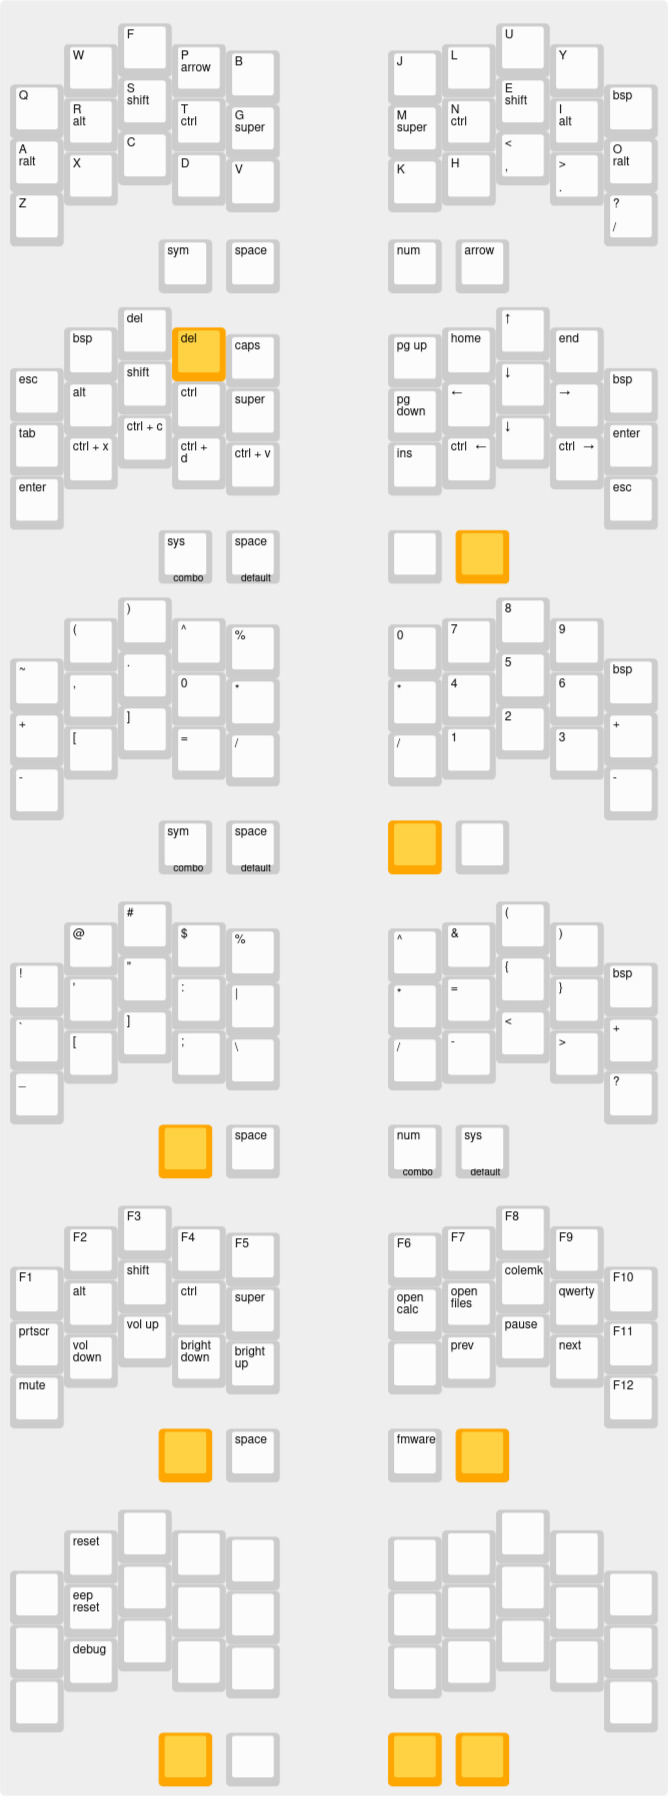 F
U
W
P
arrow
B
J
L
Y
Q
S
shift
E
shift
bsp
R
alt
T
ctrl
G
super
M
super
N
ctrl
I
alt
A
ralt
C
<
,
O
ralt
X
D
V
K
H
>
.
Z
?
/
sym
space
num
arrow
del
↑
bsp
del
caps
pg up
home
end
esc
shift
↓
bsp
alt
ctrl
super
pg
down
←
→
tab
ctrl + c
↓
enter
ctrl + x
ctrl +
d
ctrl + v
ins
ctrl ←
ctrl →
enter
esc
sys
combo
space
default
)
8
(
^
%
0
7
9
~
.
5
bsp
,
0
*
*
4
6
+
]
2
+
[
=
/
/
1
3
-
-
sym
combo
space
default
#
(
@
$
%
^
&
)
!
"
{
bsp
'
:
|
*
=
}
`
]
<
+
[
;
\
/
-
>
_
?
space
num
combo
sys
default
F3
F8
F2
F4
F5
F6
F7
F9
F1
shift
colemk
F10
alt
ctrl
super
open
calc
open
files
qwerty
prtscr
vol up
pause
F11
vol
down
bright
down
bright
up
prev
next
mute
F12
space
fmware
reset
eep
reset
debug